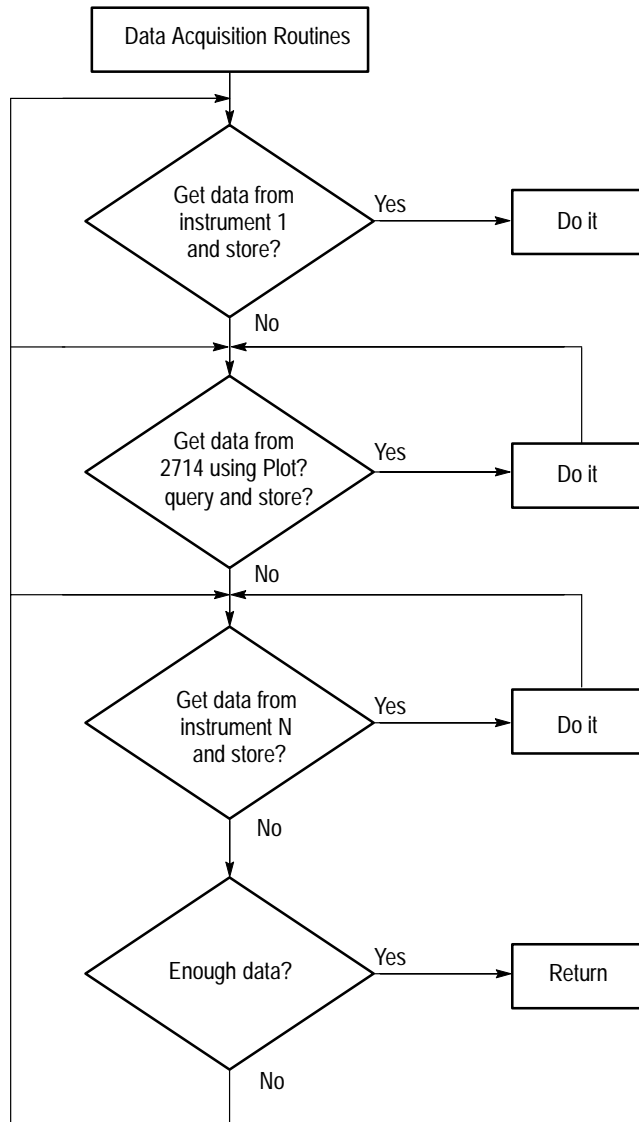 Data Acquisition Routines
Get data from
instrument 1
and store?
Yes
Do it
No
Get data from
2714 using Plot?
query and store?
Yes
Do it
No
Get data from
instrument N
and store?
Yes
Do it
No
Enough data?
Yes
Return
No